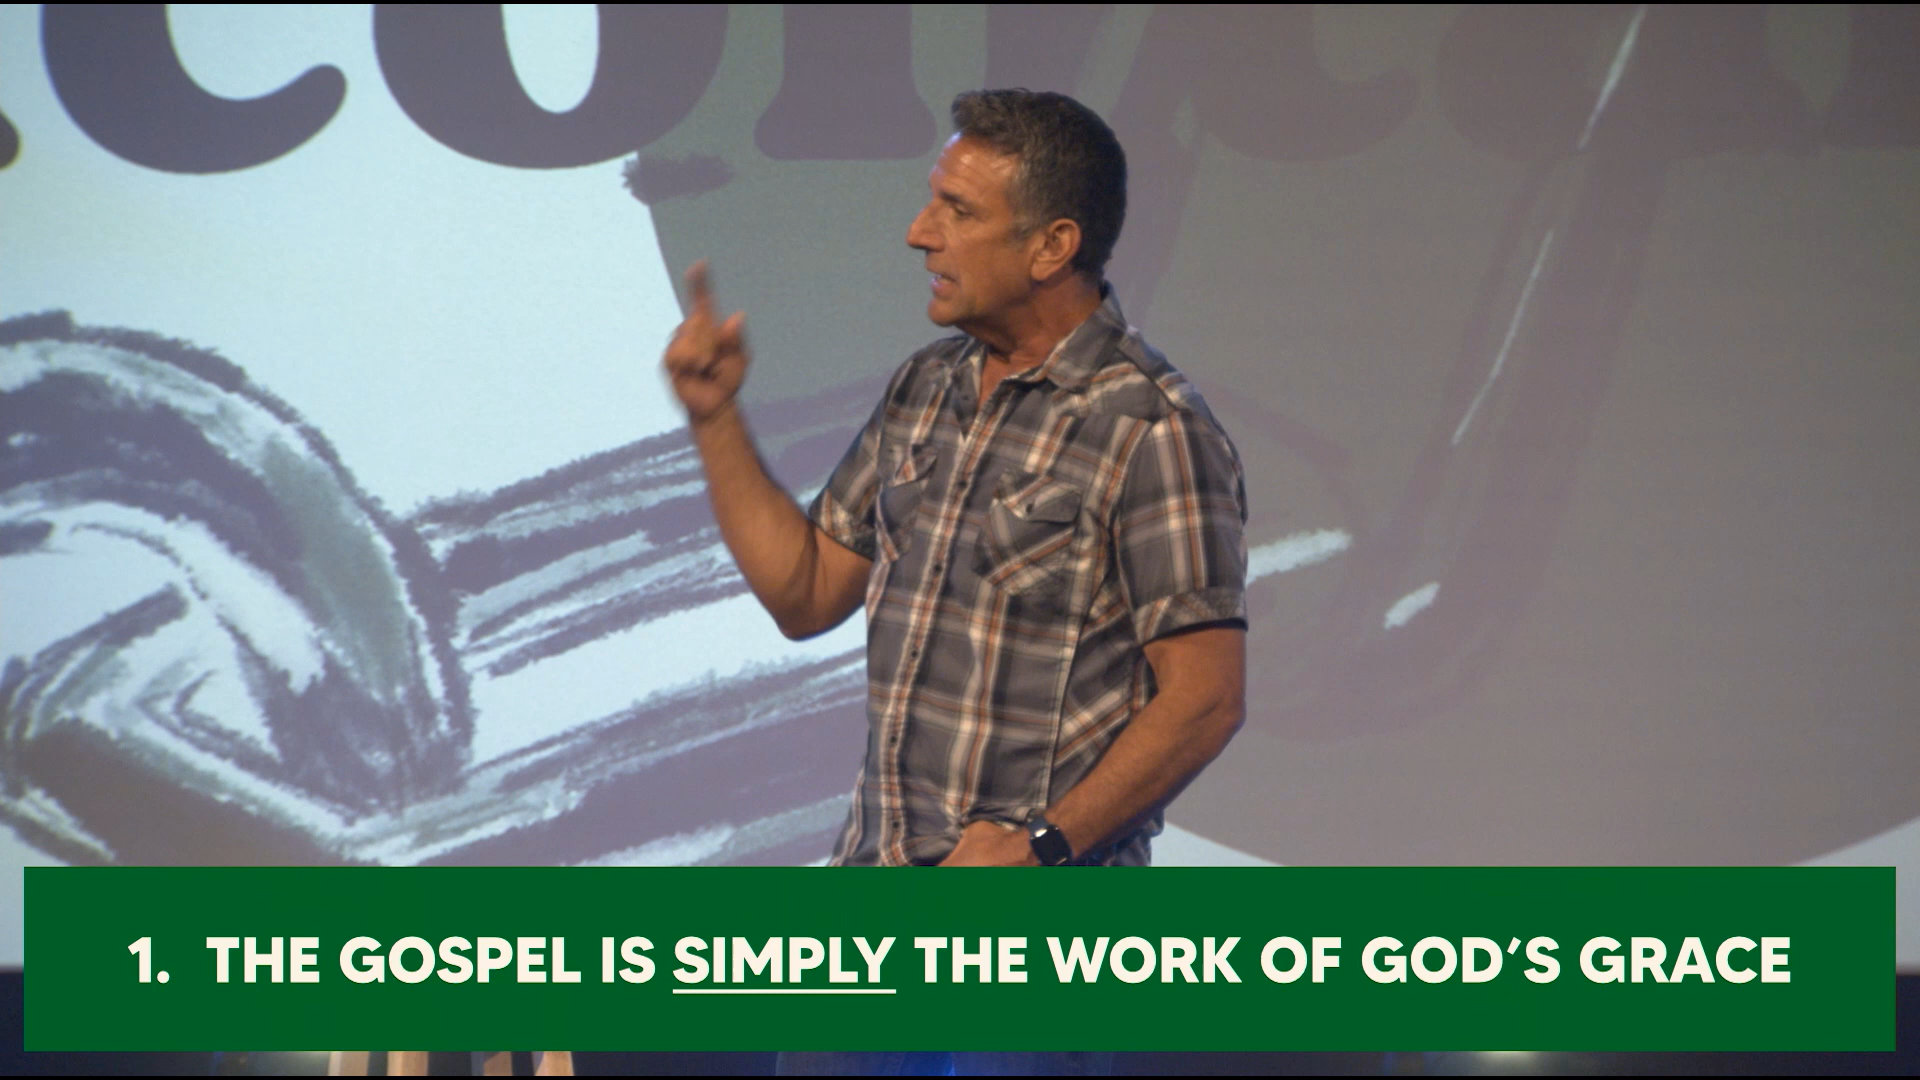 1. THE GOSPEL IS SIMPLY THE WORK OF GOD'S GRACE